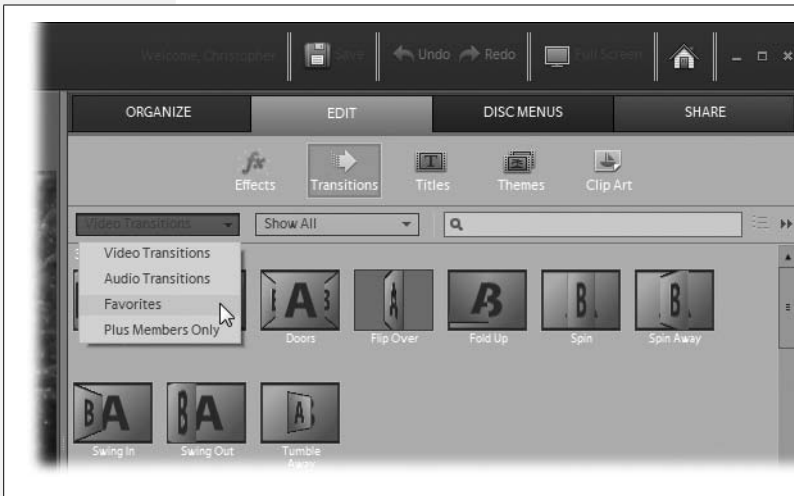 Welcome, Christopher Save Undo Redo Full Screen
ORGANIZE EDIT DISC MENUS SHARE
fx
Effects Transitions Titles Themes Clip Art
Video Transitions Show All
Video Transitions
Audio Transitions
Favorites
Plus Members Only
Doors Flip Over Fold Up Spin Spin Away
Swing In Swing Out Tumble Away